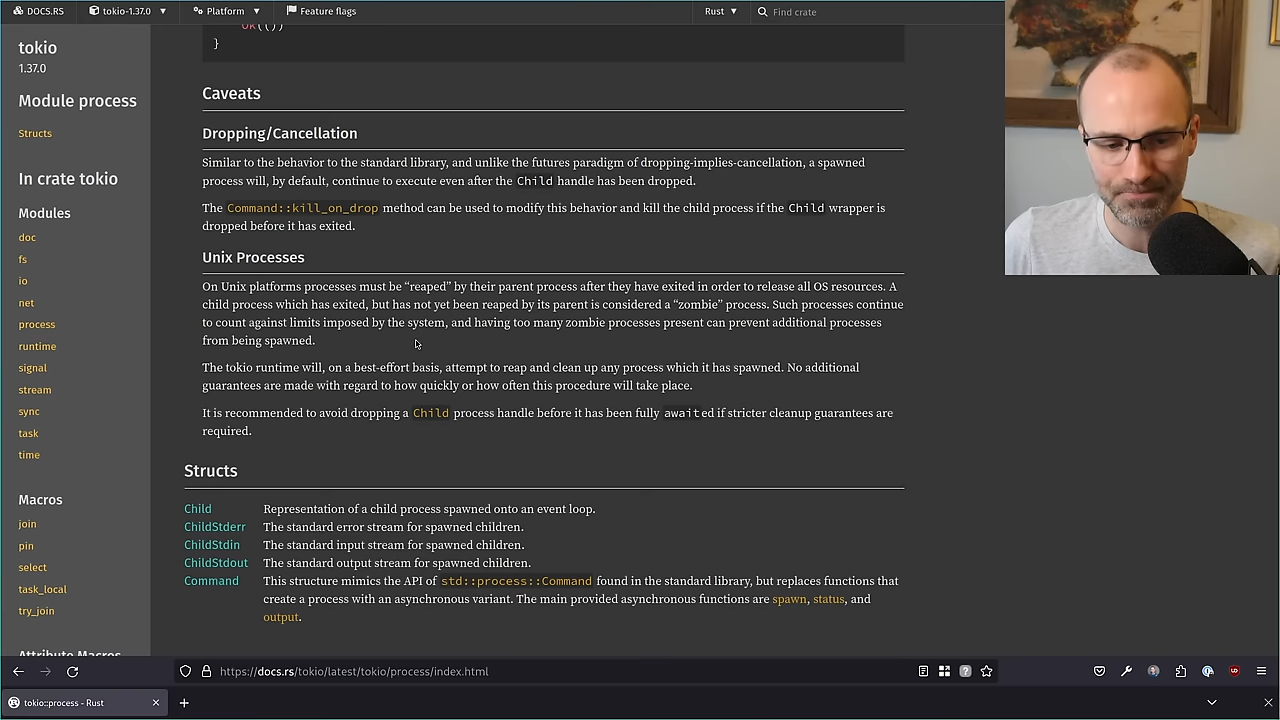 DOCS.RS
tokio-1.37.0
Platform
Feature flags
Rust
Find crate
tokio
1.37.0
Module process
Structs
In crate tokio
Modules
doc
fs
io
net
process
runtime
signal
stream
sync
task
time
Macros
join
pin
select
task_local
try_join
Attribute Macros
Ok(())
}
Caveats
Dropping/Cancellation
Similar to the behavior to the standard library, and unlike the futures paradigm of dropping-implies-cancellation, a spawned
process will, by default, continue to execute even after the Child handle has been dropped.
The Command::kill_on_drop method can be used to modify this behavior and kill the child process if the Child wrapper is
dropped before it has exited.
Unix Processes
On Unix platforms processes must be “reaped” by their parent process after they have exited in order to release all OS resources. A
child process which has exited, but has not yet been reaped by its parent is considered a “zombie” process. Such processes continue
to count against limits imposed by the system, and having too many zombie processes present can prevent additional processes
from being spawned.
The tokio runtime will, on a best-effort basis, attempt to reap and clean up any process which it has spawned. No additional
guarantees are made with regard to how quickly or how often this procedure will take place.
It is recommended to avoid dropping a Child process handle before it has been fully awaited if stricter cleanup guarantees are
required.
Structs
Child Representation of a child process spawned onto an event loop.
ChildStderr The standard error stream for spawned children.
ChildStdin The standard input stream for spawned children.
ChildStdout The standard output stream for spawned children.
Command This structure mimics the API of std::process::Command found in the standard library, but replaces functions that
create a process with an asynchronous variant. The main provided asynchronous functions are spawn, status, and
output.
https://docs.rs/tokio/latest/tokio/process/index.html
tokio::process - Rust